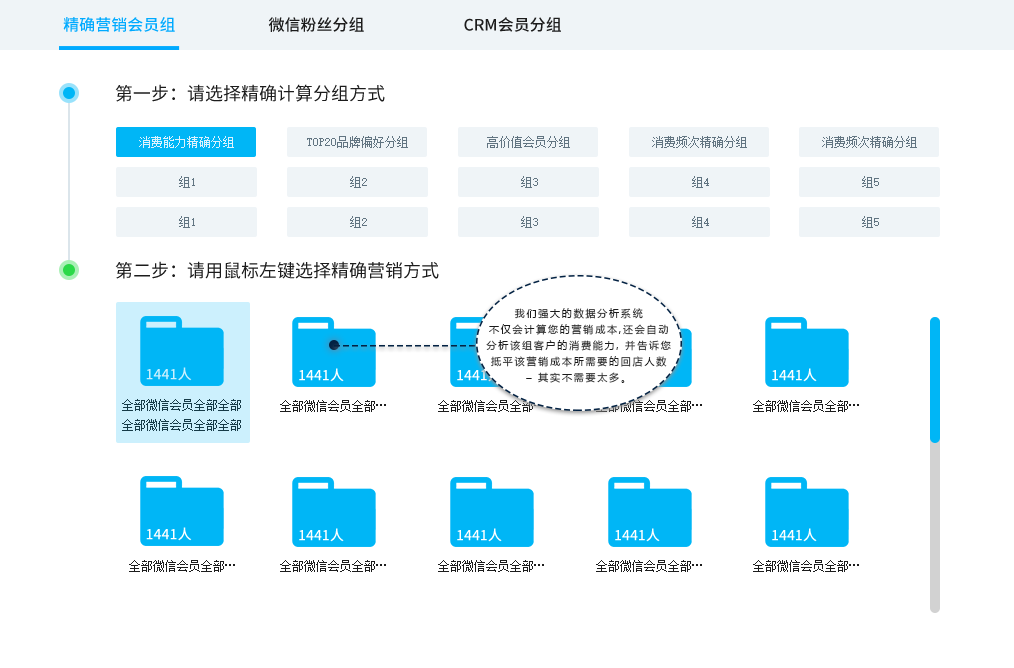 精确营销会员组
微信粉丝分组
CRM会员分组
第一步：请选择精确计算分组方式
消费能力精确分组
TOP20品牌偏好分组
高价值会员分组
消费频次精确分组
消费频次精确分组
组1
组2
组3
组4
组5
组1
组2
组3
组4
组5
第二步：请用鼠标左键选择精确营销方式
我们强大的数据分析系统
不仅会计算您的营销成本,还会自动
分析该组客户的消费能力, 并告诉您
抵平该营销成本所需要的回店人数
– 其实不需要太多。
1441人
1441人
1441
1441人
全部微信会员全部全部
全部微信会员全部全部
全部微信会员全部…
全部微信会员全部
微信会员全部…
全部微信会员全部…
1441人
1441人
1441人
1441人
1441人
全部微信会员全部…
全部微信会员全部…
全部微信会员全部…
全部微信会员全部…
全部微信会员全部…